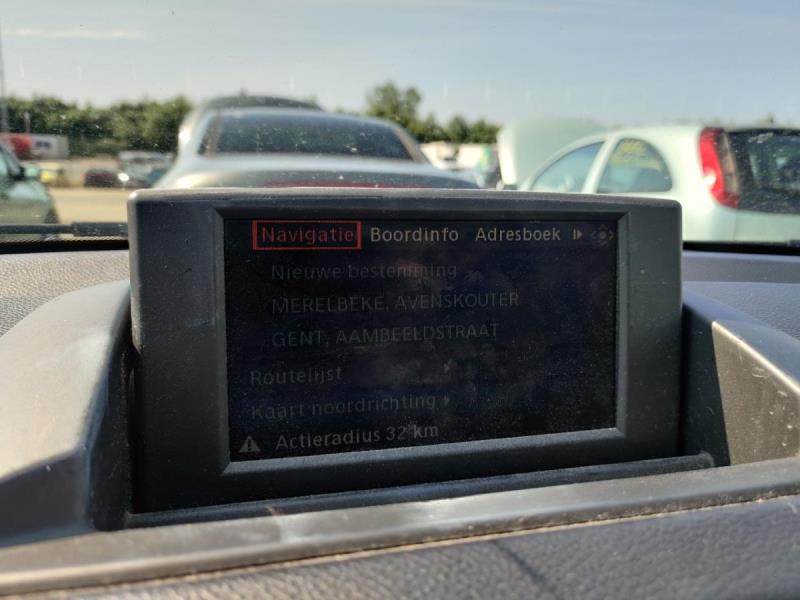 Navigatie Boordinfo Adresboek
Nieuwe bestemming
MERELBEKE, AVENSKOUTER
GENT, AAMBEELDSTRAAT
Routelijst
Kaart noordrichting
Actieradius 32 km